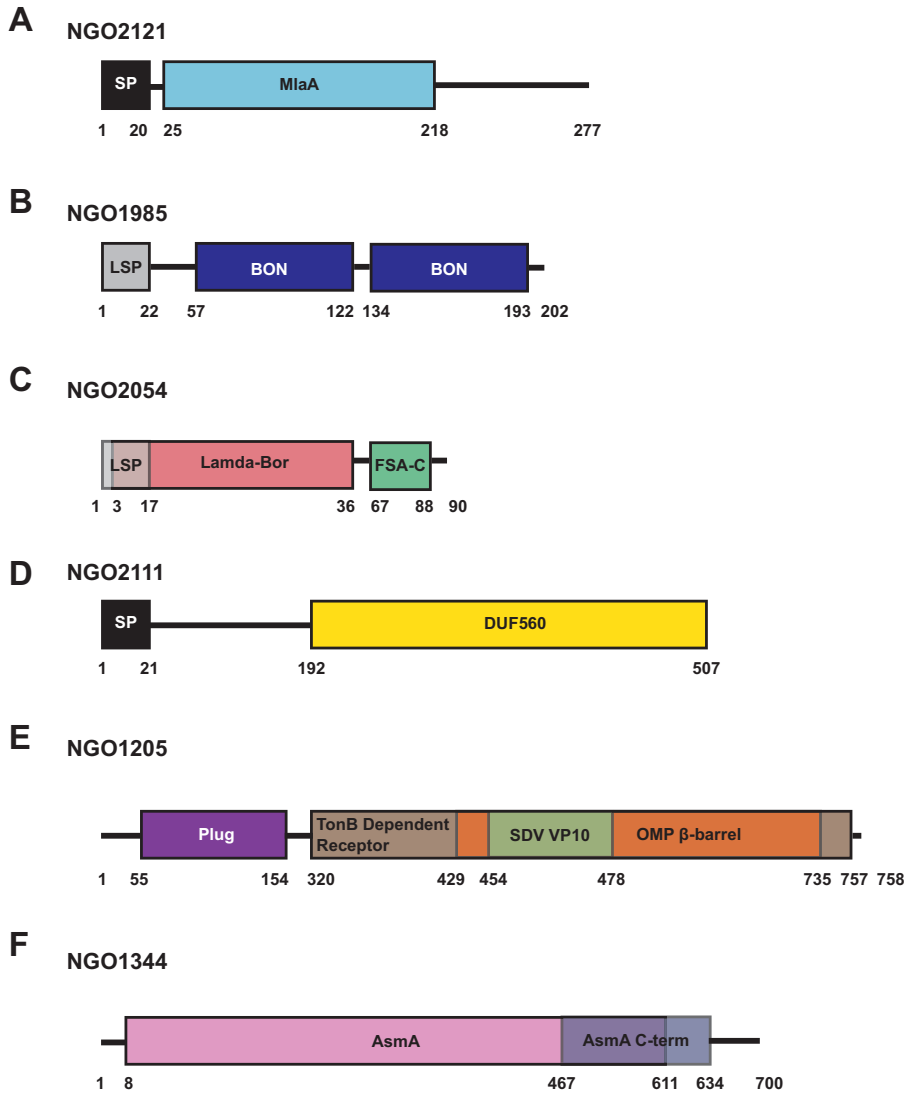 A
NGO2121
SP
MlaA
1 20 25 218 277
B
NGO1985
LSP
BON
BON
1 22 57 122 134 193 202
C
NGO2054
LSP
Lamda-Bor
FSA-C
1 3 17 36 67 88 90
D
NGO2111
SP
DUF560
1 21 192 507
E
NGO1205
Plug
TonB Dependent
Receptor
SDV VP10
OMP β-barrel
1 55 154 320 429 454 478 735 757 758
F
NGO1344
AsmA
AsmA C-term
1 8 467 611 634 700